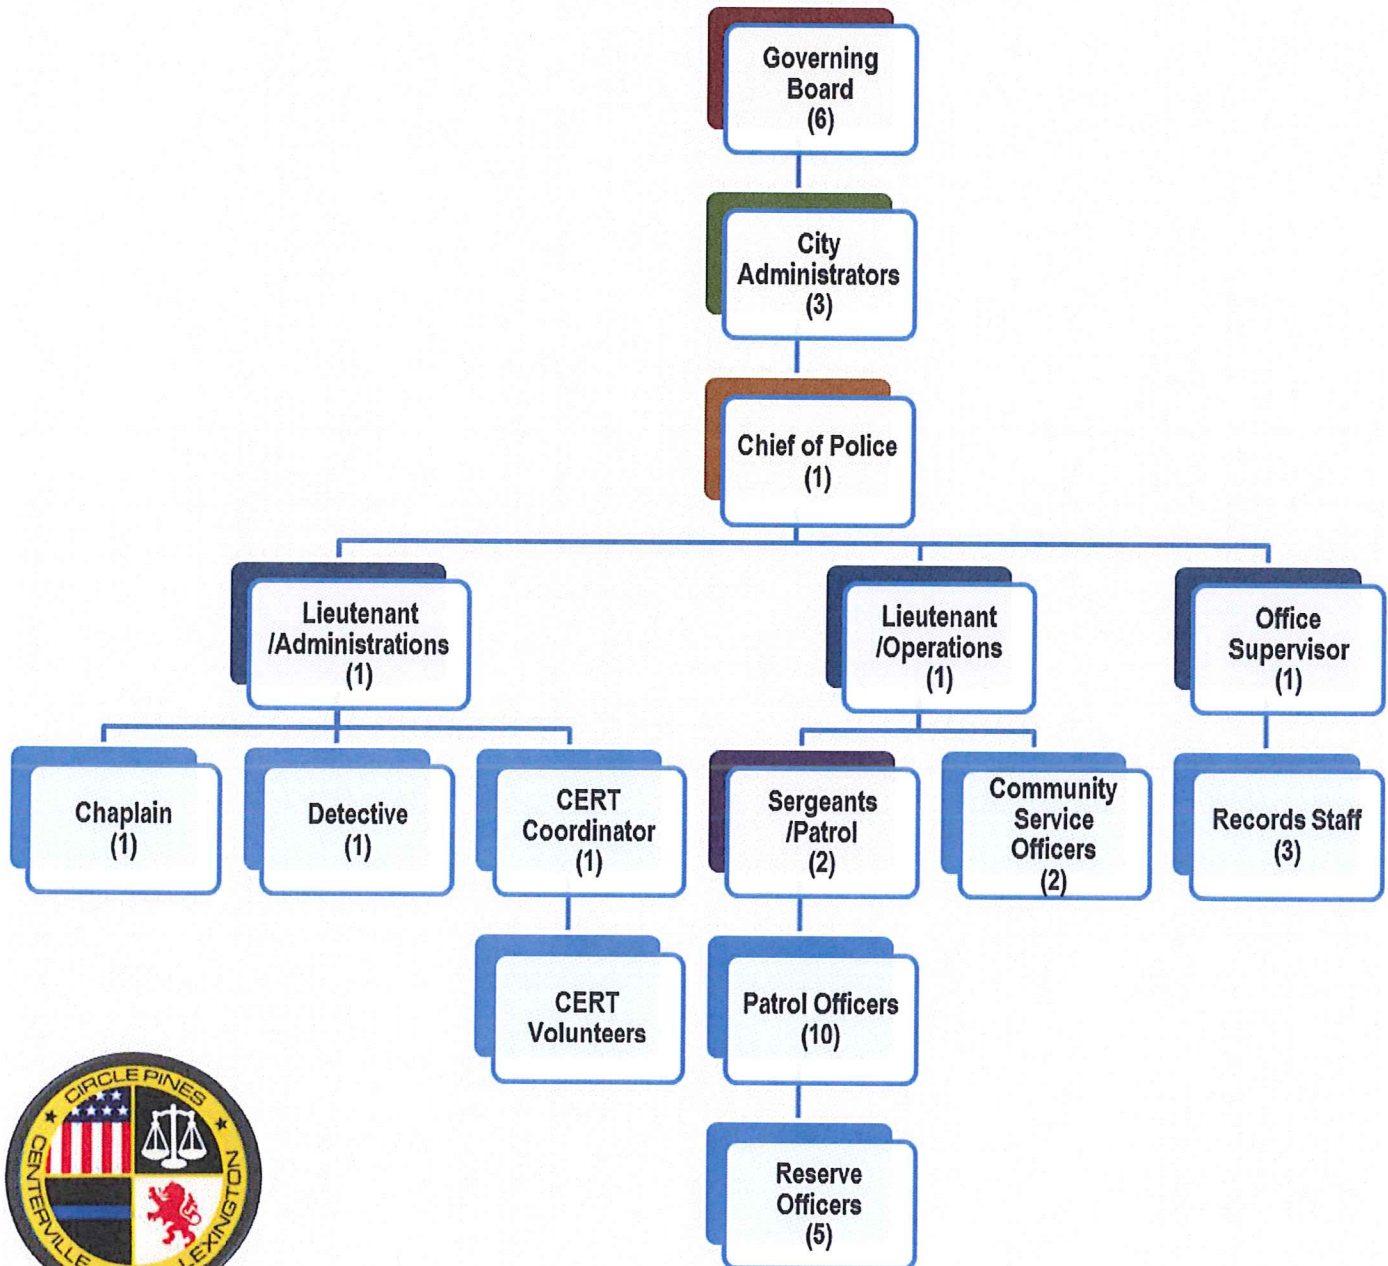 Governing
Board
(6)
City
Administrators
(3)
Chief of Police
(1)
Lieutenant
/Administrations
(1)
Lieutenant
/Operations
(1)
Office
Supervisor
(1)
Chaplain
(1)
Detective
(1)
CERT
Coordinator
(1)
Sergeants
/Patrol
(2)
Community
Service
Officers
(2)
Records Staff
(3)
CERT
Volunteers
Patrol Officers
(10)
Reserve
Officers
(5)
CIRCLE PINES
CENTERVILLE
LEXINGTON